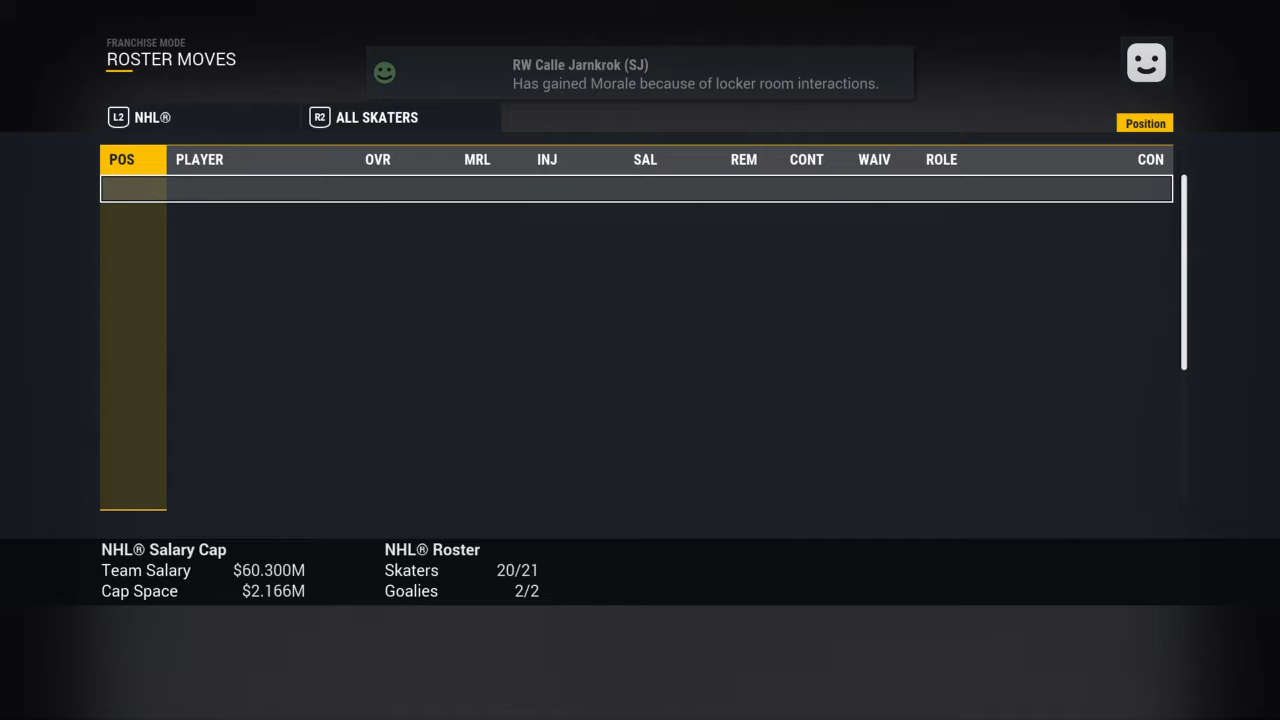 FRANCHISE MODE
ROSTER MOVES
RW Calle Jarnkrok (SJ)
Has gained Morale because of locker room interactions.
L2 NHL®
R2 ALL SKATERS
Position
POS PLAYER OVR MRL INJ SAL REM CONT WAIV ROLE CON
NHL® Salary Cap
Team Salary $60.300M
Cap Space $2.166M
NHL® Roster
Skaters 20/21
Goalies 2/2